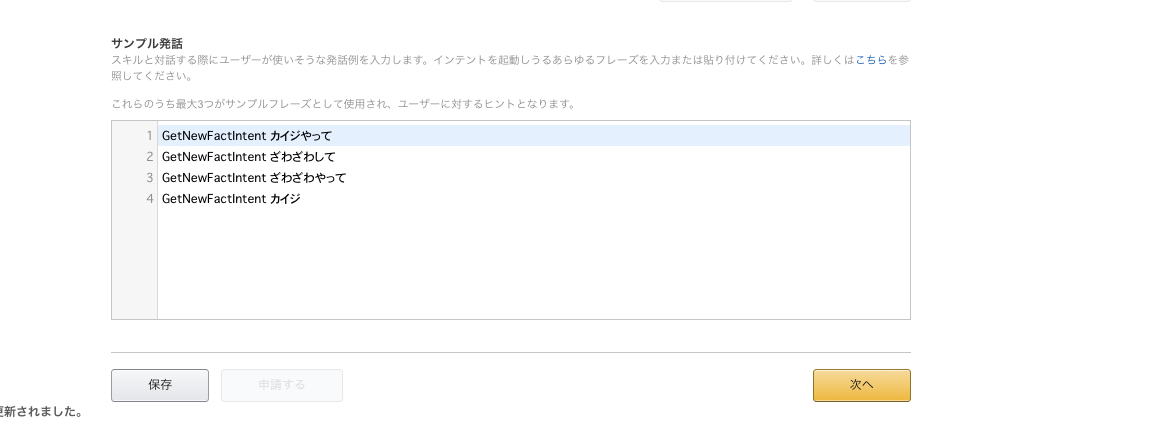 サンプル発話
スキルと対話する際にユーザーが使いそうな発話例を入力します。インテントを起動しうるあらゆるフレーズを入力または貼り付けてください。詳しくはこちらを参
照してください。
これらのうち最大3つがサンプルフレーズとして使用され、ユーザーに対するヒントとなります。
1 GetNewFactIntent カイジやって
2 GetNewFactIntent ざわざわして
3 GetNewFactIntent ざわざわやって
4 GetNewFactIntent カイジ
保存 申請する 次へ
更新されました。